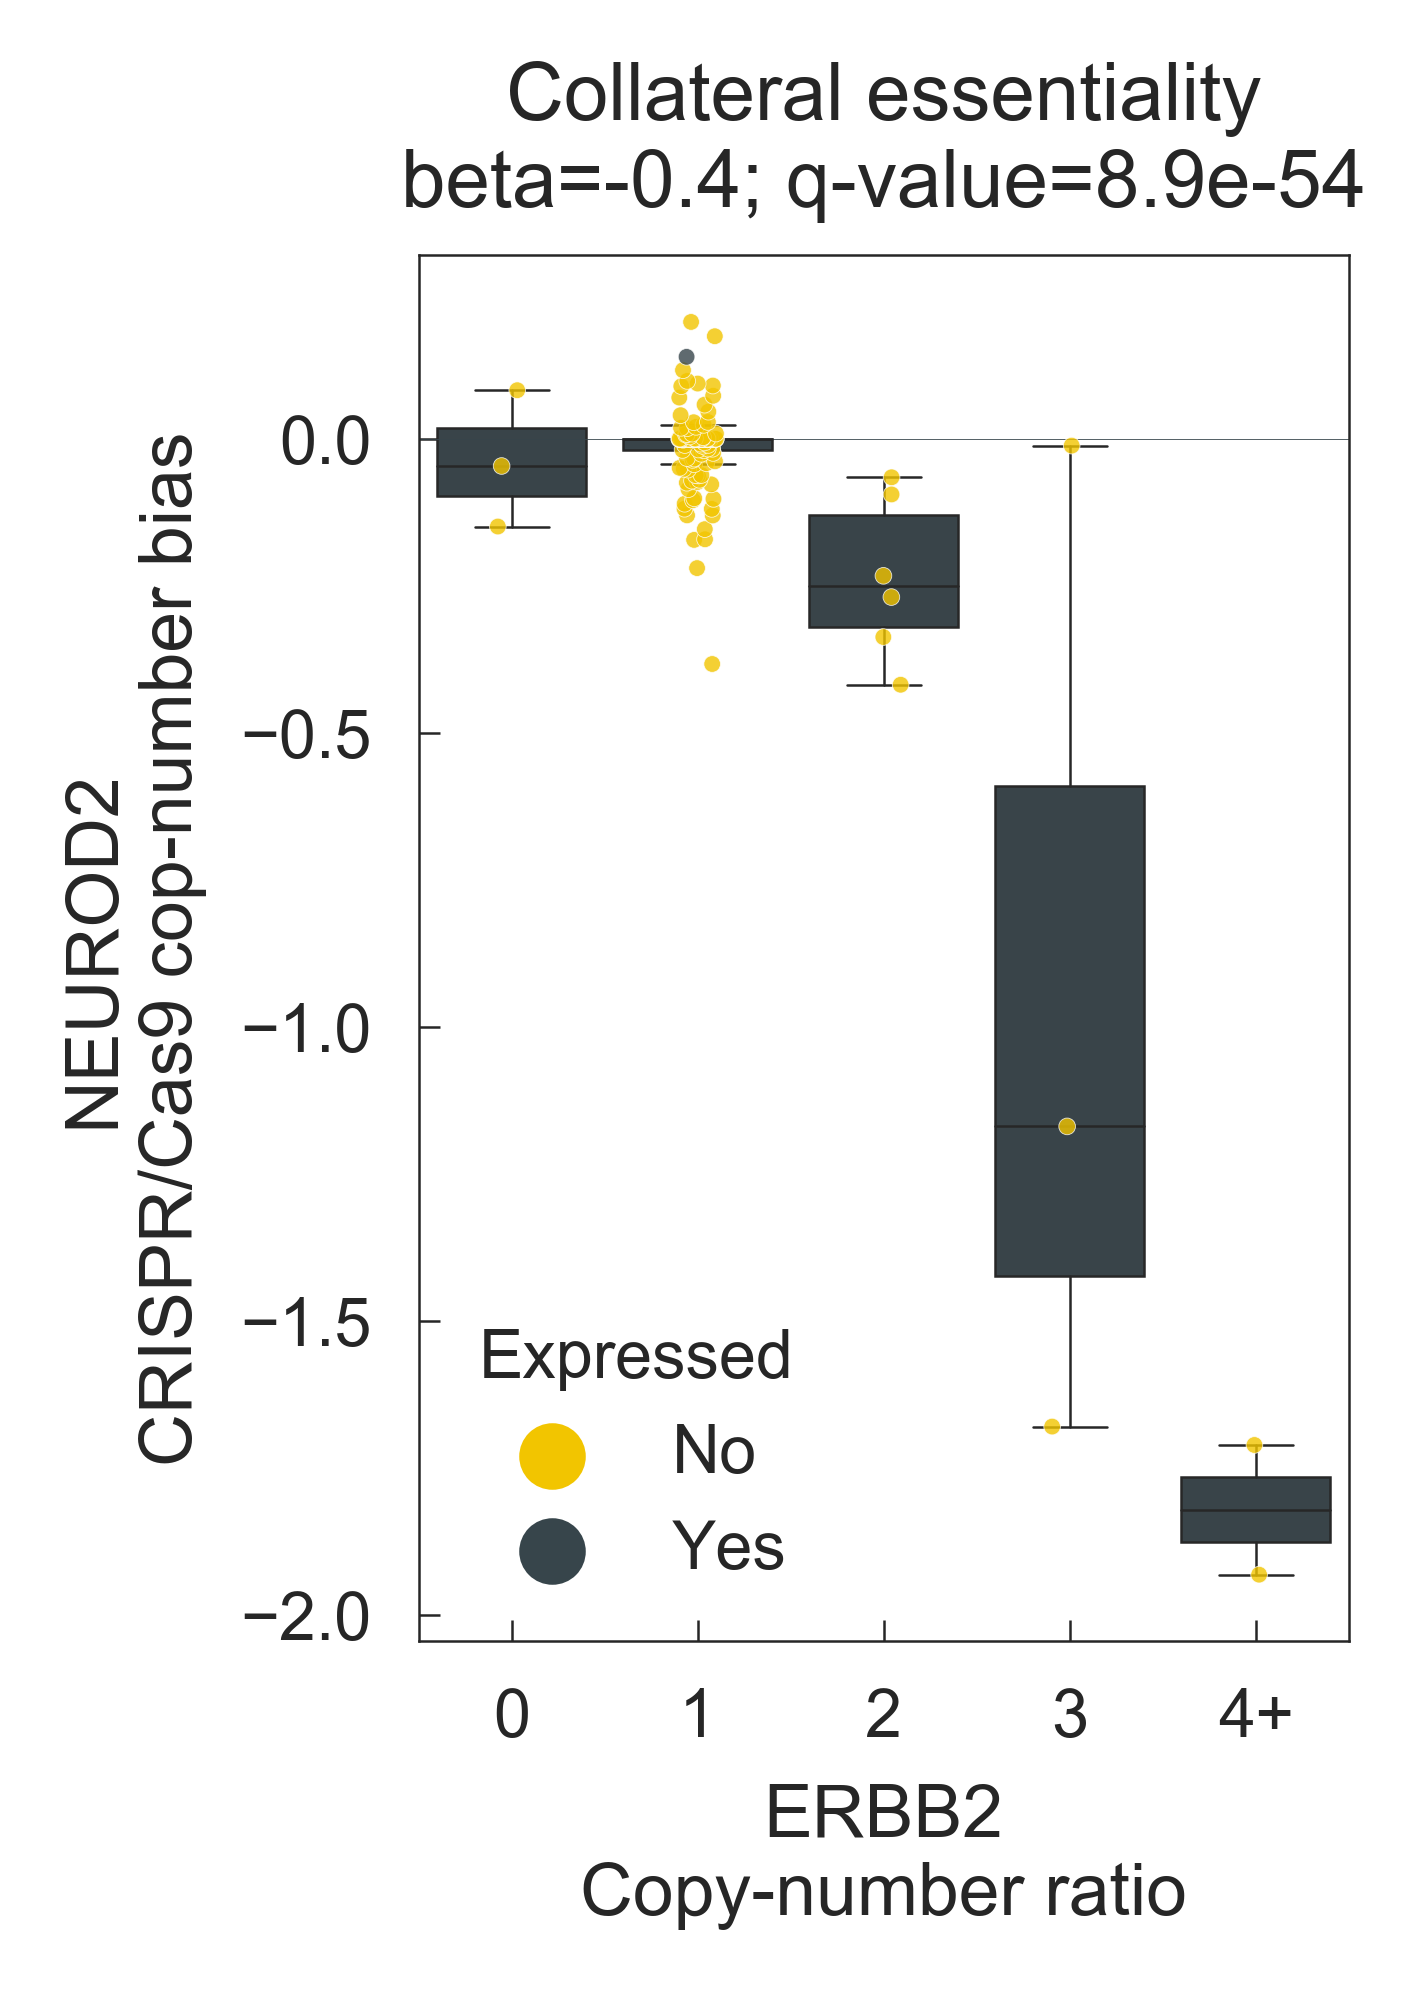 Collateral essentiality
beta=-0.4; q-value=8.9e-54
NEUROD2
CRISPR/Cas9 cop-number bias
0.0
−0.5
−1.0
−1.5
−2.0
Expressed
No
Yes
0 1 2 3 4+
ERBB2
Copy-number ratio